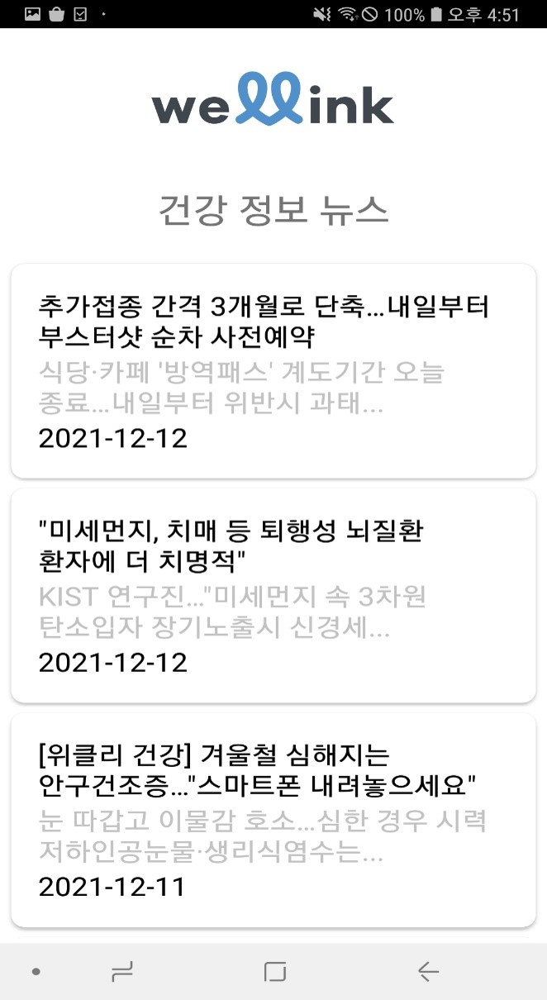 100% 오후 4:51
wellink
건강 정보 뉴스
추가접종 간격 3개월로 단축...내일부터
부스터샷 순차 사전예약
식당·카페 '방역패스' 계도기간 오늘
종료...내일부터 위반시 과태...
2021-12-12
"미세먼지, 치매 등 퇴행성 뇌질환
환자에 더 치명적"
KIST 연구진..."미세먼지 속 3차원
탄소입자 장기노출시 신경세...
2021-12-12
[위클리 건강] 겨울철 심해지는
안구건조증..."스마트폰 내려놓으세요"
눈 따갑고 이물감 호소...심한 경우 시력
저하인공눈물·생리식염수는...
2021-12-11